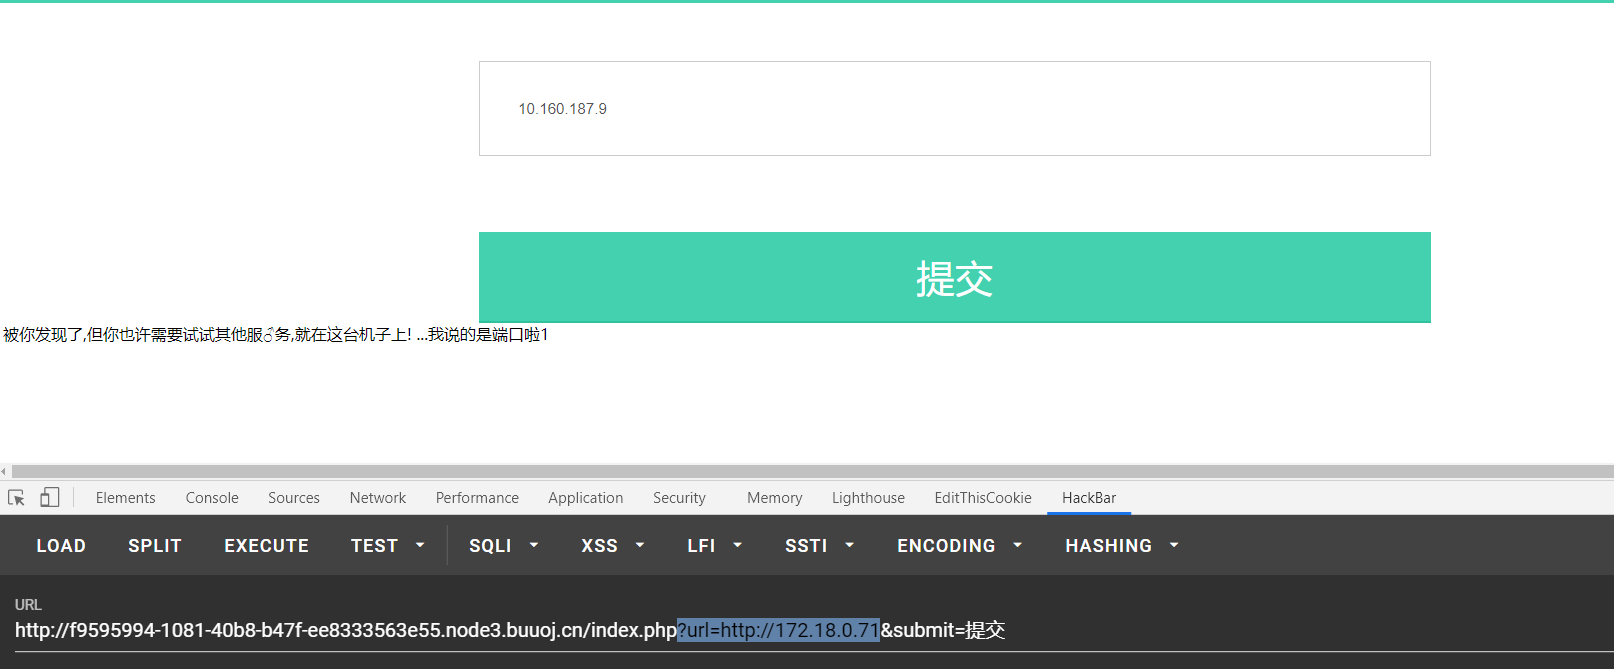 10.160.187.9
提交
被你发现了,但你也许需要试试其他服务,就在这台机子上! ...我说的是端口啦1
Elements Console Sources Network Performance Application Security Memory Lighthouse EditThisCookie HackBar
LOAD SPLIT EXECUTE TEST SQLI XSS LFI SSTI ENCODING HASHING
URL
http://f9595994-1081-40b8-b47f-ee8333563e55.node3.buuoj.cn/index.php?url=http://172.18.0.71&submit=提交